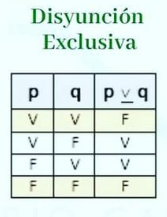 Disyunción
Exclusiva
p q p ⊻ q
V V F
V F V
F V V
F F F